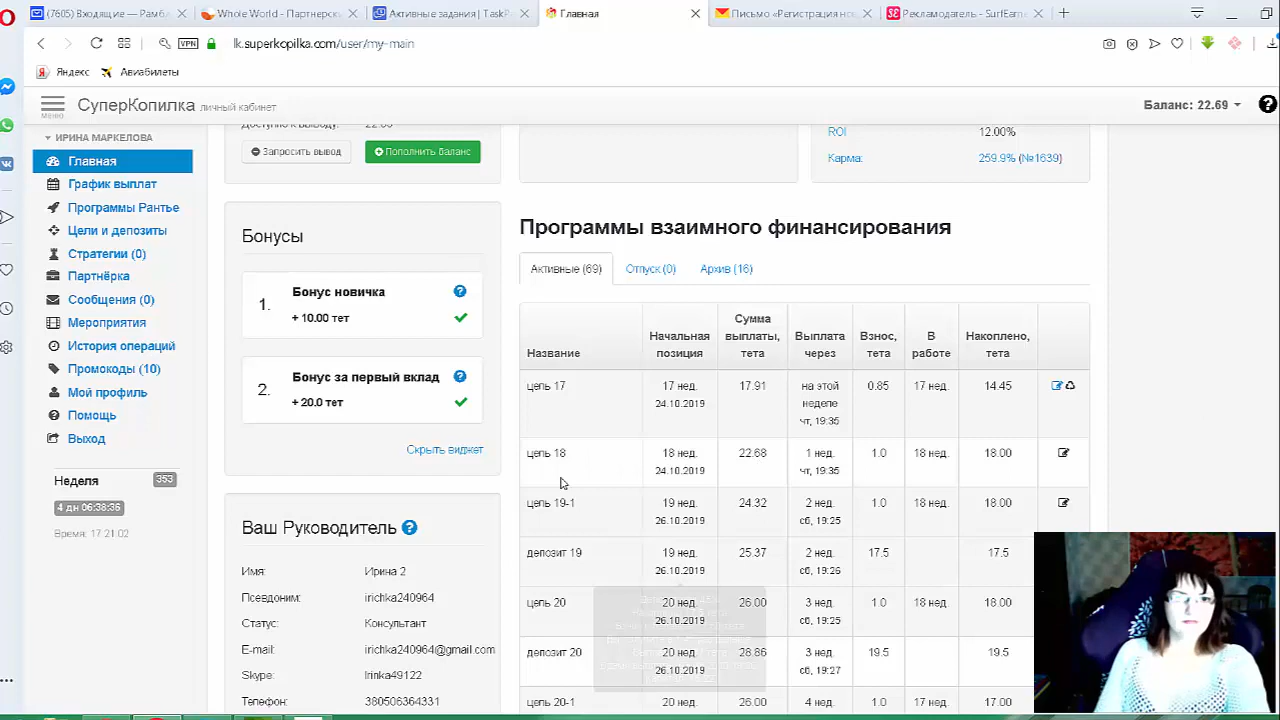 (7605) Входящие — Рамбл
Whole World - Партнерски
Активные задания | TaskP
Главная
Письмо «Регистрация нов
Рекламодатель - SurfEarn
VPN
lk.superkopilka.com/user/my-main
Яндекс
Авиабилеты
меню
СуперКопилка личный кабинет
Баланс: 22.69
ИРИНА МАРКЕЛОВА
Главная
График выплат
Программы Рантье
Цели и депозиты
Стратегии (0)
Партнёрка
Сообщения (0)
Мероприятия
История операций
Промокоды (10)
Мой профиль
Помощь
Выход
Неделя 353
4 дн 06:38:36
Время: 17:21:02
Запросить вывод
Пополнить баланс
ROI 12.00%
Карма: 259.9% (№1639)
Бонусы
1. Бонус новичка
+ 10.00 тет
2. Бонус за первый вклад
+ 20.0 тет
Скрыть виджет
Ваш Руководитель
Имя: Ирина 2
Псевдоним: irichka240964
Статус: Консультант
E-mail: irichka240964@gmail.com
Skype: Irinka49122
Телефон: 380506364331
Программы взаимного финансирования
Активные (69) Отпуск (0) Архив (16)
Название
Начальная позиция
Сумма выплаты, тета
Выплата через
Взнос, тета
В работе
Накоплено, тета
цепь 17 17 нед. 24.10.2019 17.91 на этой неделе чт, 19:35 0.85 17 нед. 14.45
цепь 18 18 нед. 24.10.2019 22.68 1 нед. чт, 19:35 1.0 18 нед. 18.00
цепь 19-1 19 нед. 26.10.2019 24.32 2 нед. сб, 19:25 1.0 18 нед. 18.00
депозит 19 19 нед. 26.10.2019 25.37 2 нед. сб, 19:26 17.5 17.5
цепь 20 20 нед. 26.10.2019 26.00 3 нед. сб, 19:25 1.0 18 нед. 18.00
депозит 20 20 нед. 26.10.2019 28.86 3 нед. сб, 19:27 19.5 19.5
цепь 20-1 20 нед. 26.00 4 нед. 1.0 17 нед. 17.00